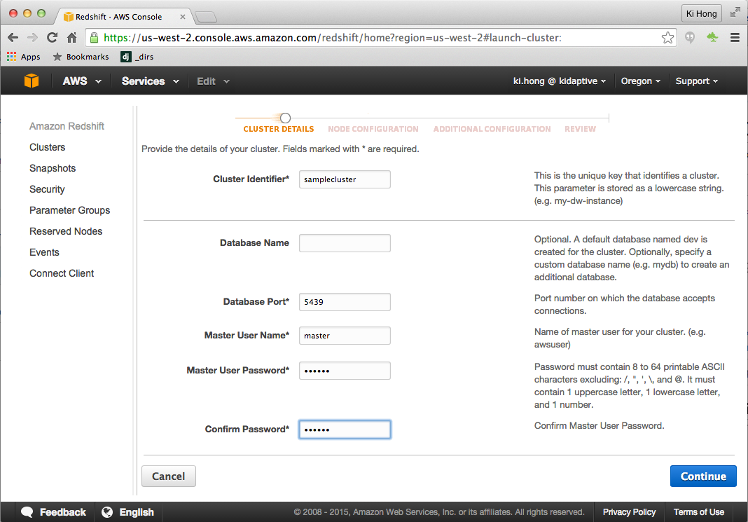 Redshift - AWS Console
Ki Hong
https://us-west-2.console.aws.amazon.com/redshift/home?region=us-west-2#launch-cluster:
Apps Bookmarks dj _dirs
AWS Services Edit ki.hong @ kidaptive Oregon Support
Amazon Redshift
Clusters
Snapshots
Security
Parameter Groups
Reserved Nodes
Events
Connect Client
CLUSTER DETAILS NODE CONFIGURATION ADDITIONAL CONFIGURATION REVIEW
Provide the details of your cluster. Fields marked with * are required.
Cluster Identifier* samplecluster
This is the unique key that identifies a cluster.
This parameter is stored as a lowercase string.
(e.g. my-dw-instance)
Database Name
Optional. A default database named dev is
created for the cluster. Optionally, specify a
custom database name (e.g. mydb) to create an
additional database.
Database Port* 5439
Port number on which the database accepts
connections.
Master User Name* master
Name of master user for your cluster. (e.g.
awsuser)
Master User Password* ••••••
Password must contain 8 to 64 printable ASCII
characters excluding: /, ", ', \, and @. It must
contain 1 uppercase letter, 1 lowercase letter,
and 1 number.
Confirm Password* ••••••
Confirm Master User Password.
Cancel Continue
Feedback English © 2008 - 2015, Amazon Web Services, Inc. or its affiliates. All rights reserved. Privacy Policy Terms of Use